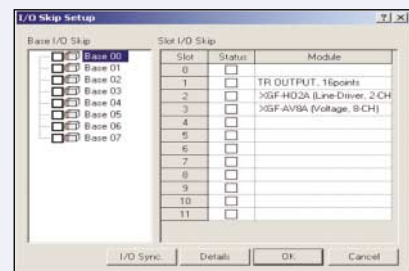 I/O Skip Setup
Base I/O Skip
Slot I/O Skip
Base 00
Base 01
Base 02
Base 03
Base 04
Base 05
Base 06
Base 07
Slot Status Module
0
1 TR OUTPUT, 16points
2 XGF-HO2A (Line-Driver, 2-CH
3 XGF-AV8A (Voltage, 8-CH)
4
5
6
7
8
9
10
11
I/O Sync. Details OK Cancel